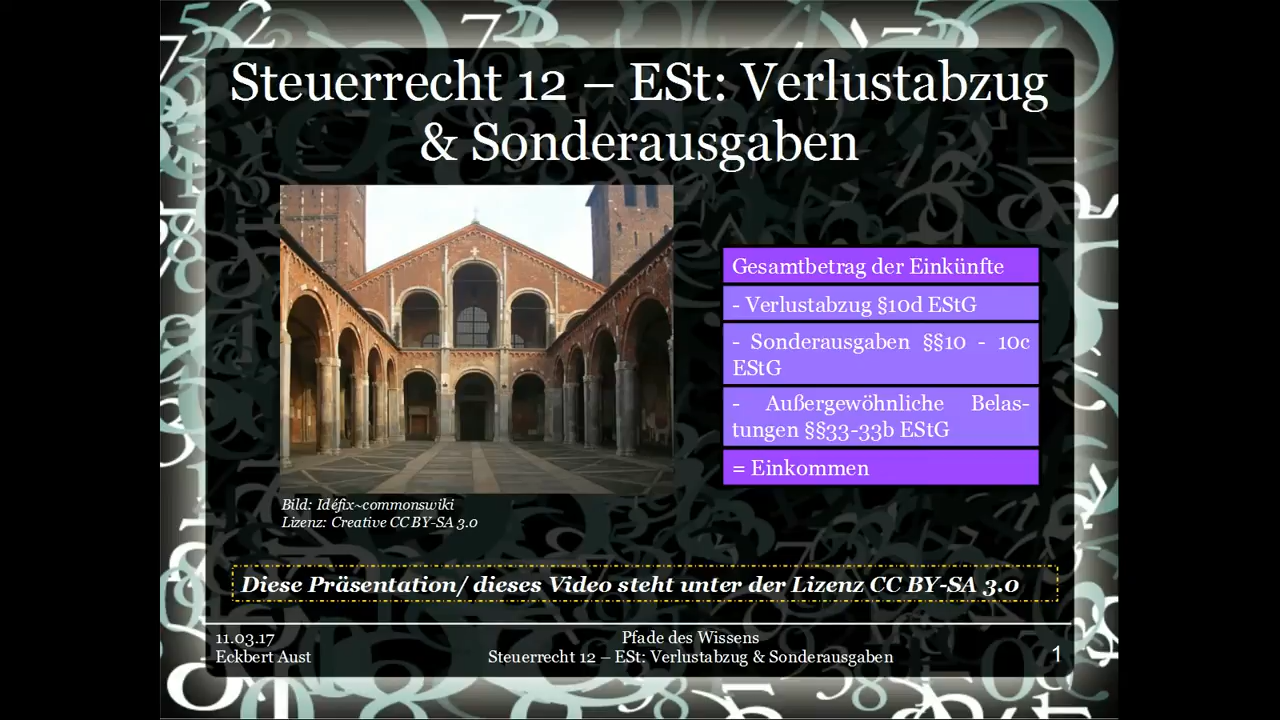 Steuerrecht 12 – ESt: Verlustabzug
& Sonderausgaben
Gesamtbetrag der Einkünfte
- Verlustabzug §10d EStG
- Sonderausgaben §§10 - 10c
EStG
- Außergewöhnliche Belas-
tungen §§33-33b EStG
= Einkommen
Bild: Idéfix~commonswiki
Lizenz: Creative CC BY-SA 3.0
Diese Präsentation/ dieses Video steht unter der Lizenz CC BY-SA 3.0
11.03.17
Eckbert Aust
Pfade des Wissens
Steuerrecht 12 – ESt: Verlustabzug & Sonderausgaben
1